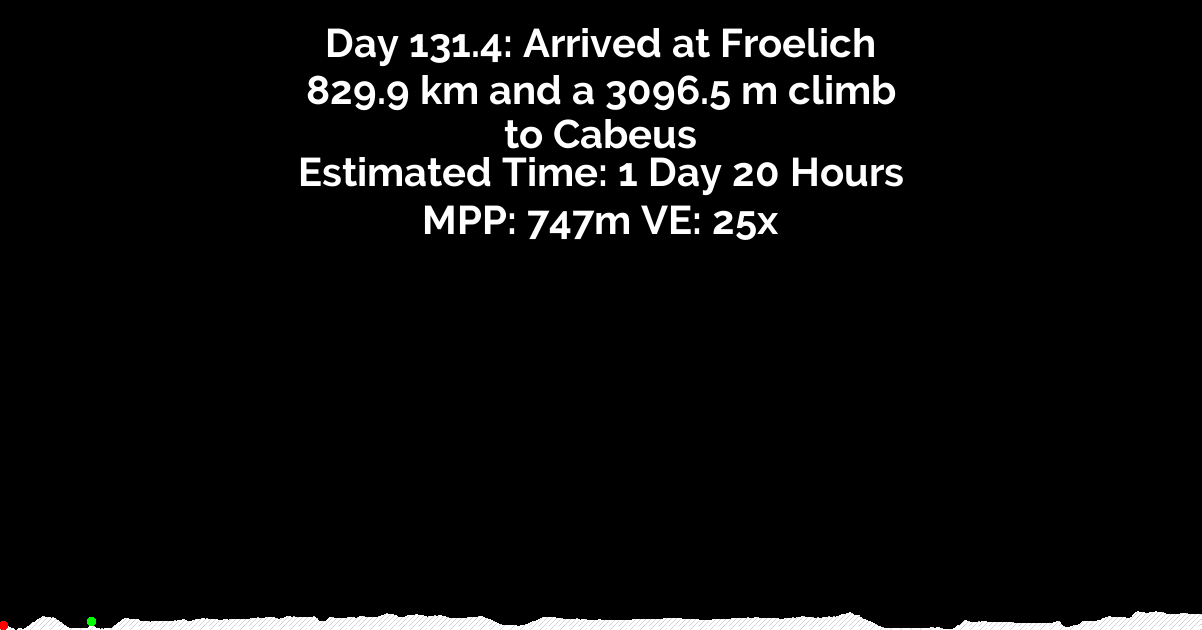 Day 131.4: Arrived at Froelich
829.9 km and a 3096.5 m climb
to Cabeus
Estimated Time: 1 Day 20 Hours
MPP: 747m VE: 25x